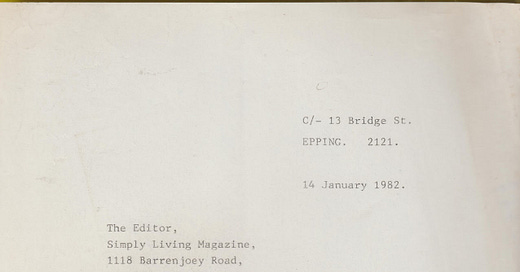 C/- 13 Bridge St.
EPPING. 2121.
14 January 1982.
The Editor,
Simply Living Magazine,
1118 Barrenjoey Road,